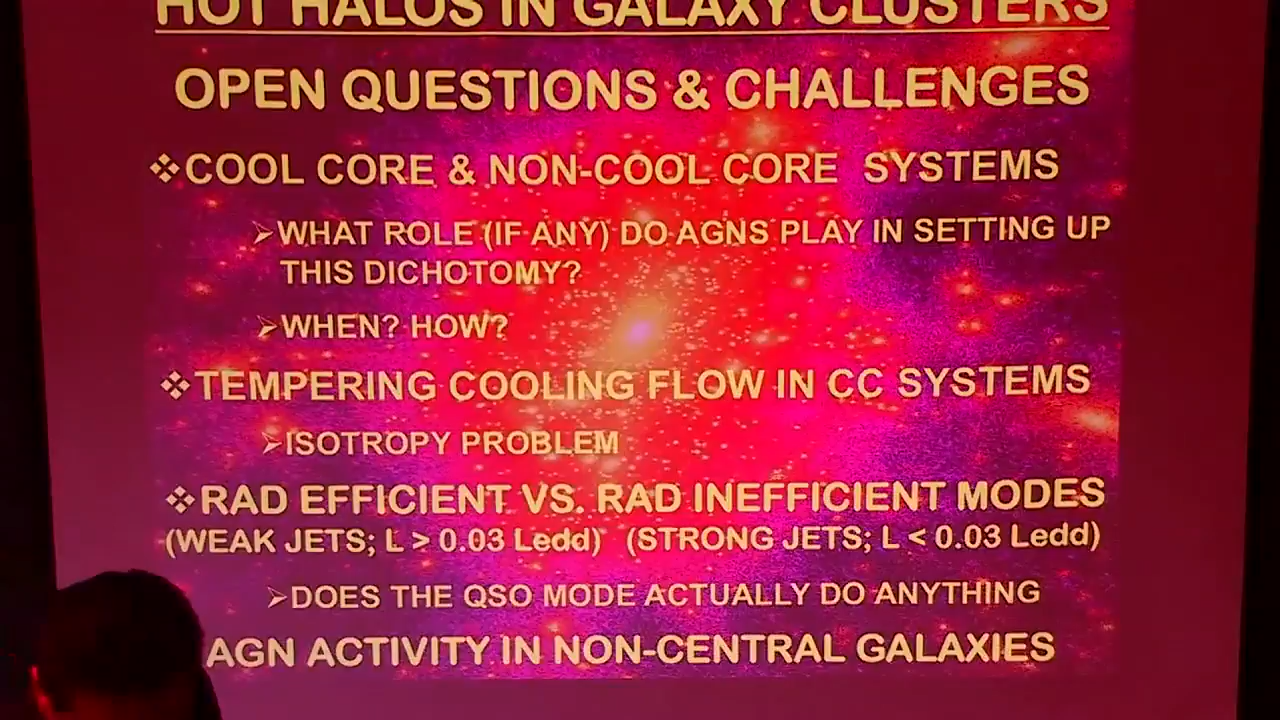 HOT HALOS IN GALAXY CLUSTERS
OPEN QUESTIONS & CHALLENGES
❖COOL CORE & NON-COOL CORE SYSTEMS
➢WHAT ROLE (IF ANY) DO AGNS PLAY IN SETTING UP
THIS DICHOTOMY?
➢WHEN? HOW?
❖TEMPERING COOLING FLOW IN CC SYSTEMS
➢ISOTROPY PROBLEM
❖RAD EFFICIENT VS. RAD INEFFICIENT MODES
(WEAK JETS; L > 0.03 Ledd) (STRONG JETS; L < 0.03 Ledd)
➢DOES THE QSO MODE ACTUALLY DO ANYTHING
AGN ACTIVITY IN NON-CENTRAL GALAXIES